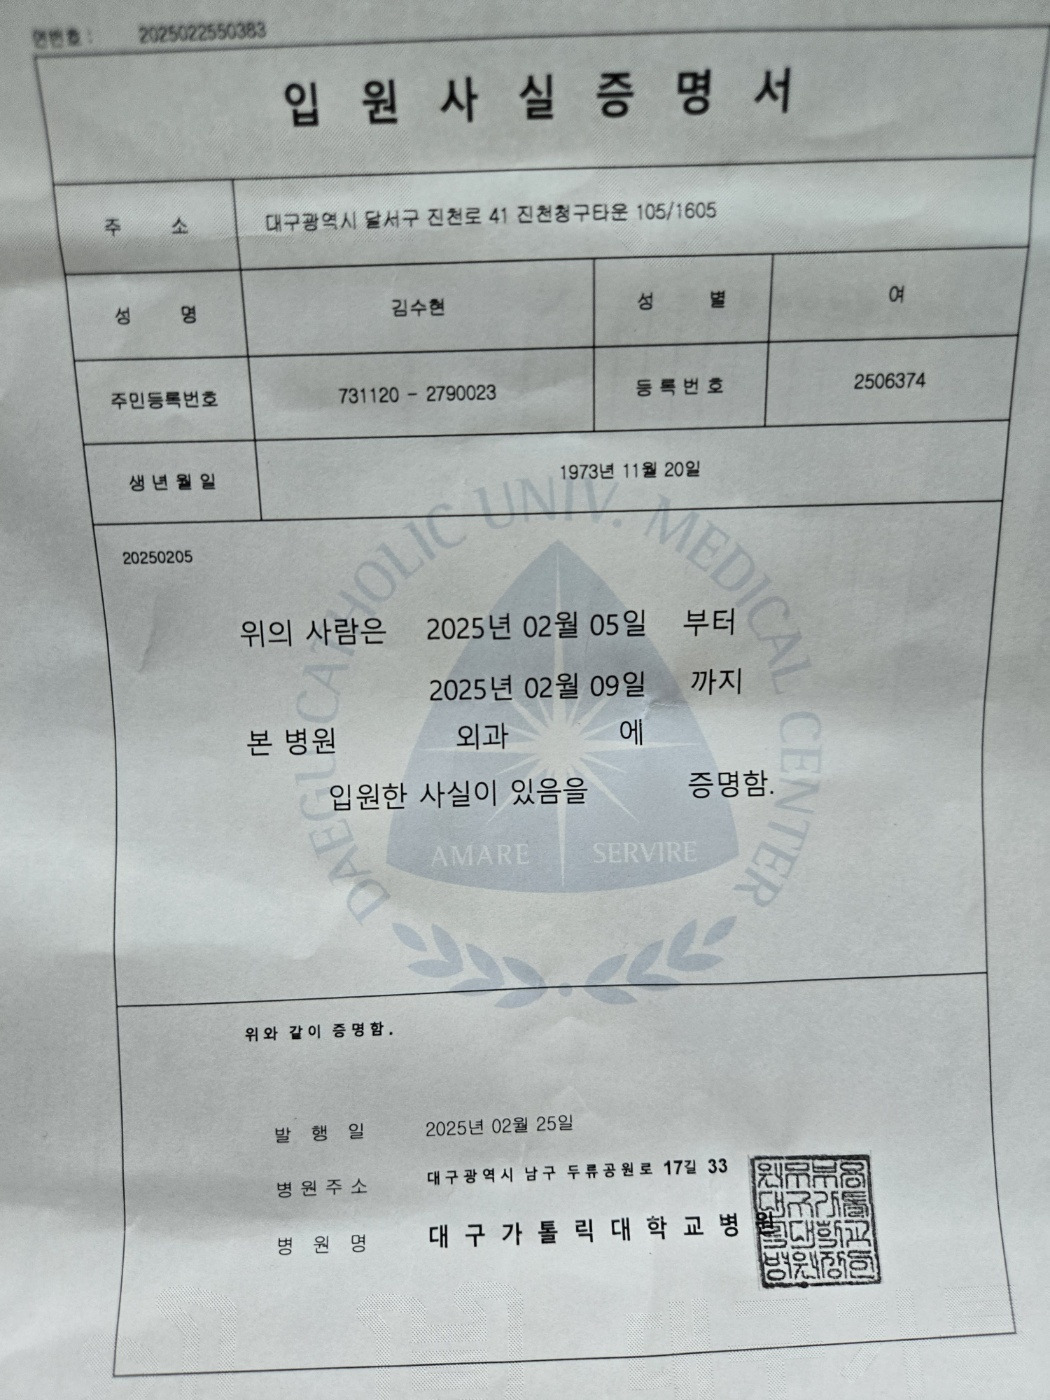 연번호 : 2025022550383
입원사실증명서
주 소 대구광역시 달서구 진천로 41 진천청구타운 105/1605
성 명 김수현 성 별 여
주민등록번호 731120 - 2790023 등록번호 2506374
생년월일 1973년 11월 20일
20250205
위의 사람은 2025년 02월 05일 부터
2025년 02월 09일 까지
본 병원 외과 에
입원한 사실이 있음을 증명함.
DAEGU CATHOLIC UNIV. MEDICAL CENTER
AMARE SERVIRE
위와 같이 증명함.
발 행 일 2025년 02월 25일
병원주소 대구광역시 남구 두류공원로 17길 33
병 원 명 대구가톨릭대학교병원